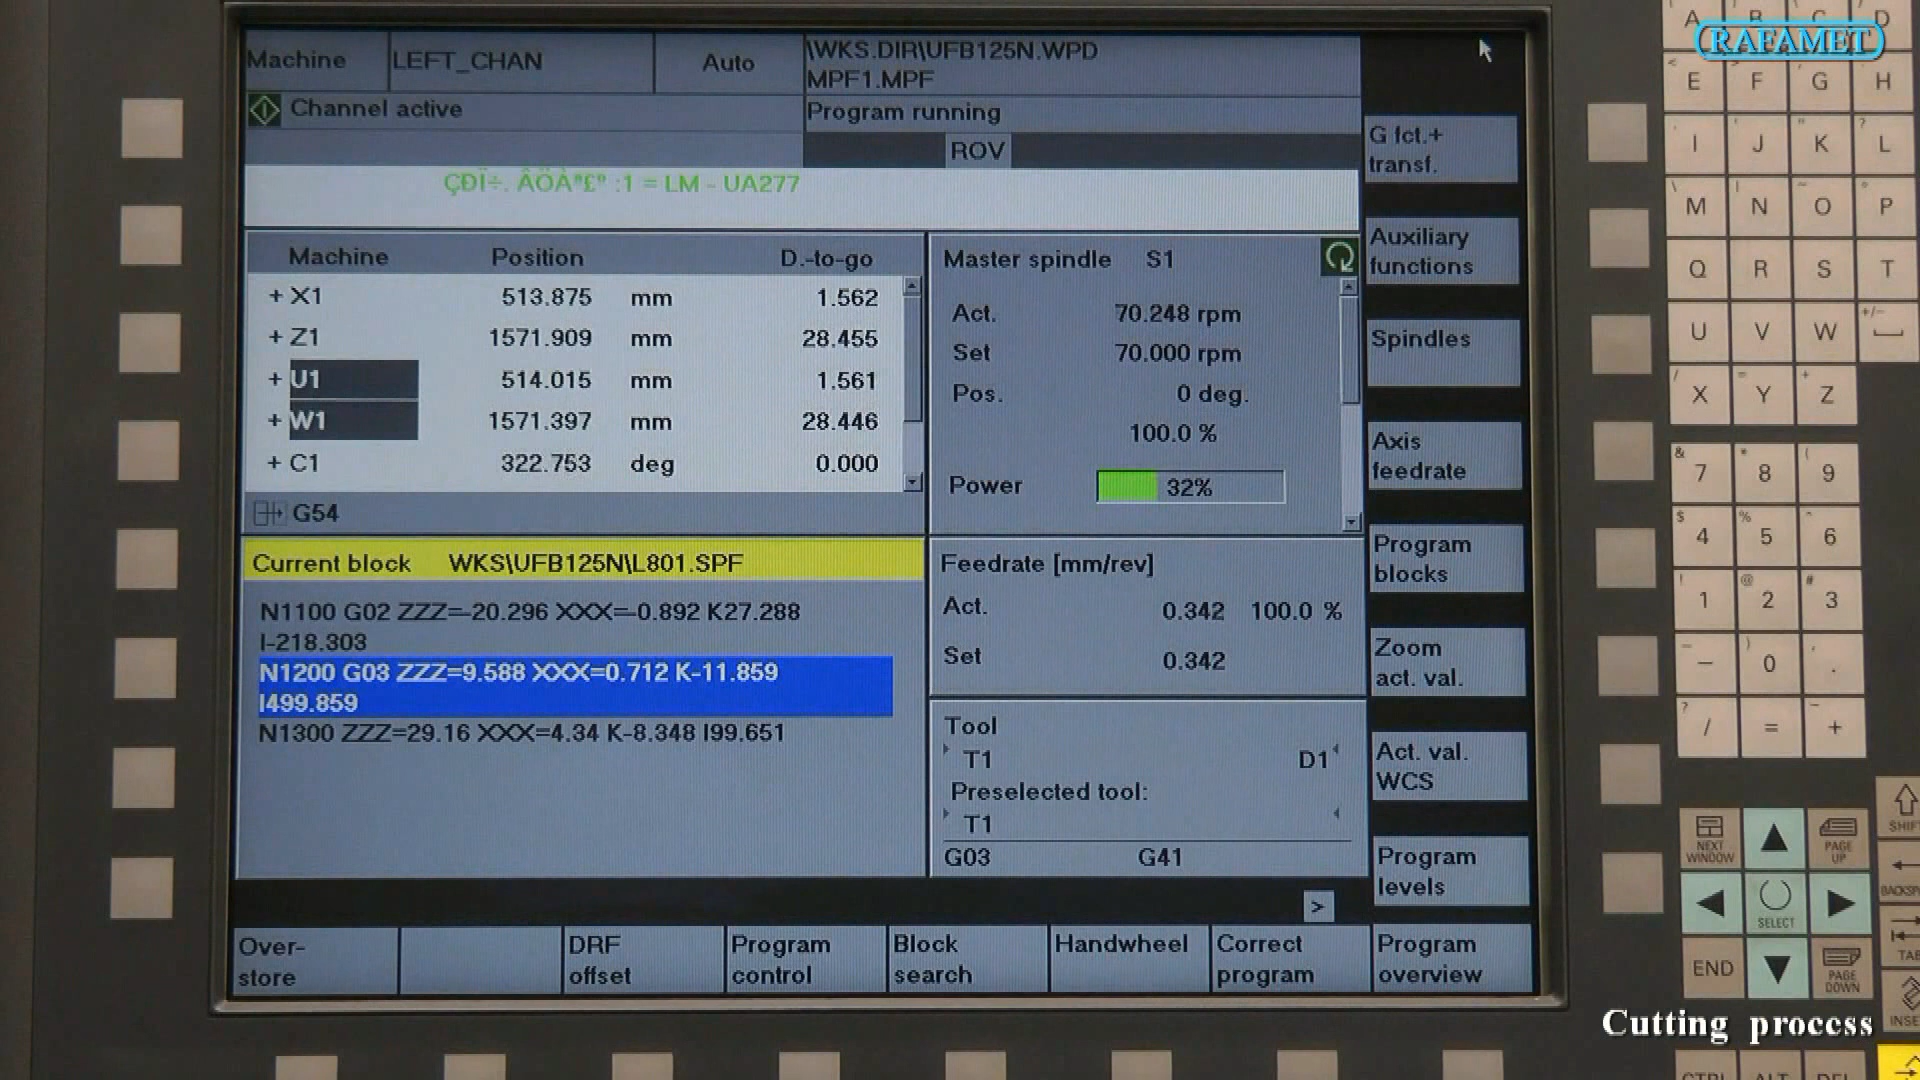 RAFAMET
Machine LEFT_CHAN Auto \WKS.DIR\UFB125N.WPD
MPF1.MPF
Channel active Program running
ROV
ÇÐÏ÷. ÂÖÀª£º :1 = LM - UA277
Machine Position D.-to-go
+ X1 513.875 mm 1.562
+ Z1 1571.909 mm 28.455
+ U1 514.015 mm 1.561
+ W1 1571.397 mm 28.446
+ C1 322.753 deg 0.000
G54
Master spindle S1
Act. 70.248 rpm
Set 70.000 rpm
Pos. 0 deg.
100.0 %
Power 32%
Current block WKS\UFB125N\L801.SPF
N1100 G02 ZZZ=-20.296 XXX=-0.892 K27.288
I-218.303
N1200 G03 ZZZ=9.588 XXX=0.712 K-11.859
I499.859
N1300 ZZZ=29.16 XXX=4.34 K-8.348 I99.651
Feedrate [mm/rev]
Act. 0.342 100.0 %
Set 0.342
Tool
T1 D1
Preselected tool:
T1
G03 G41
G fct.+
transf.
Auxiliary
functions
Spindles
Axis
feedrate
Program
blocks
Zoom
act. val.
Act. val.
WCS
Program
levels
>
Over-
store
DRF
offset
Program
control
Block
search
Handwheel
Correct
program
Program
overview
A B C D
E F G H
I J K L
M N O P
Q R S T
U V W +/-
X Y Z
& 7 * 8 ( 9
$ 4 % 5 ^ 6
! 1 @ 2 # 3
- 0 .
? / = +
NEXT
WINDOW
PAGE
UP
SHIFT
SELECT
BACKSP
END
PAGE
DOWN
TAB
INSE
CTRL ALT DEL
Cutting process